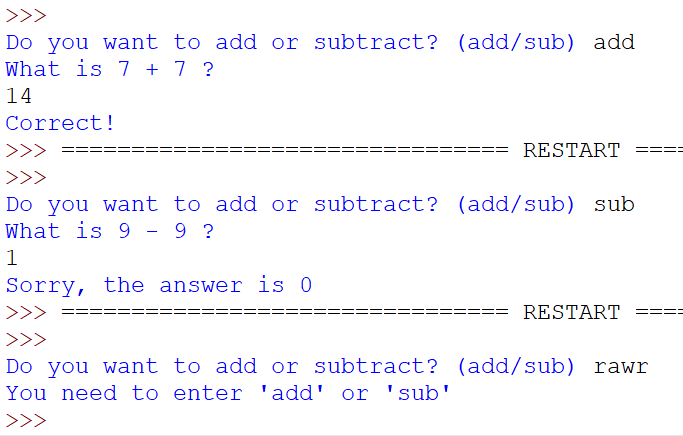 >>>
Do you want to add or subtract? (add/sub) add
What is 7 + 7 ?
14
Correct!
>>> ================================ RESTART ====
>>>
Do you want to add or subtract? (add/sub) sub
What is 9 - 9 ?
1
Sorry, the answer is 0
>>> ================================ RESTART ====
>>>
Do you want to add or subtract? (add/sub) rawr
You need to enter 'add' or 'sub'
>>>